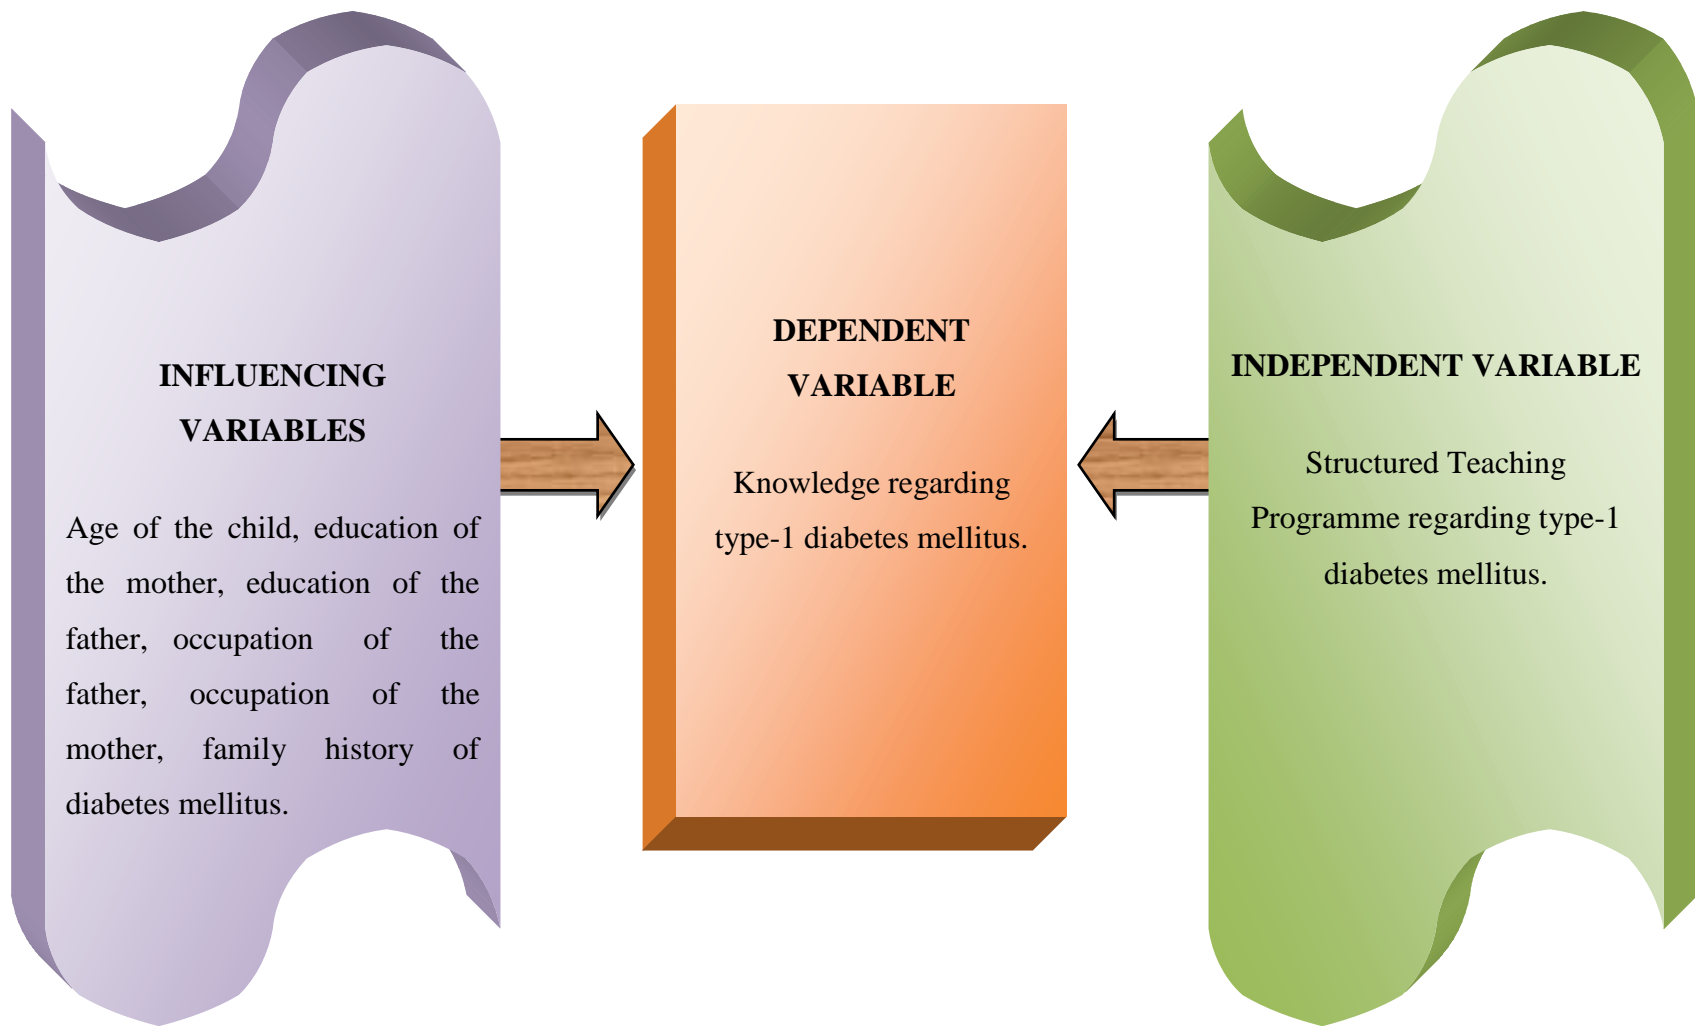 INFLUENCING
VARIABLES
Age of the child, education of
the mother, education of the
father, occupation of the
father, occupation of the
mother, family history of
diabetes mellitus.
DEPENDENT
VARIABLE
Knowledge regarding
type-1 diabetes mellitus.
INDEPENDENT VARIABLE
Structured Teaching
Programme regarding type-1
diabetes mellitus.